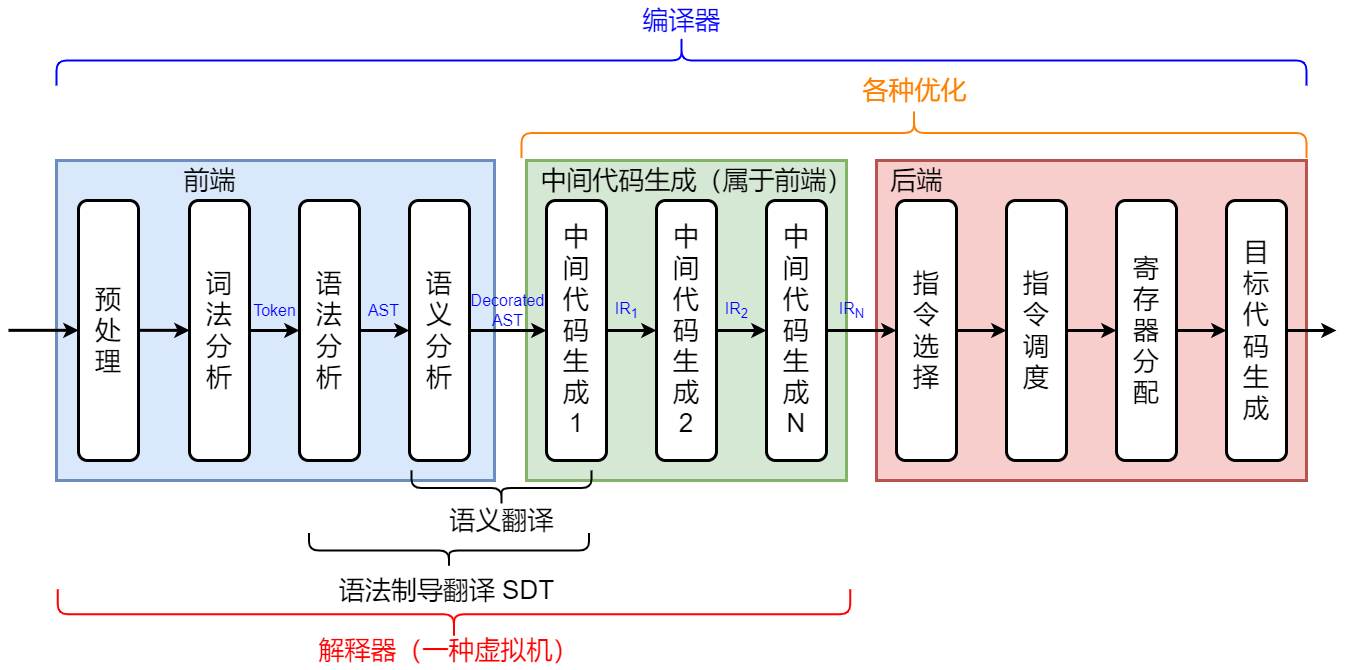 编译器
各种优化
前端
中间代码生成（属于前端）
后端
预处理
词法分析
Token
语法分析
AST
语义分析
Decorated
AST
中间代码生成1
IR1
中间代码生成2
IR2
中间代码生成N
IRN
指令选择
指令调度
寄存器分配
目标代码生成
语义翻译
语法制导翻译 SDT
解释器（一种虚拟机）